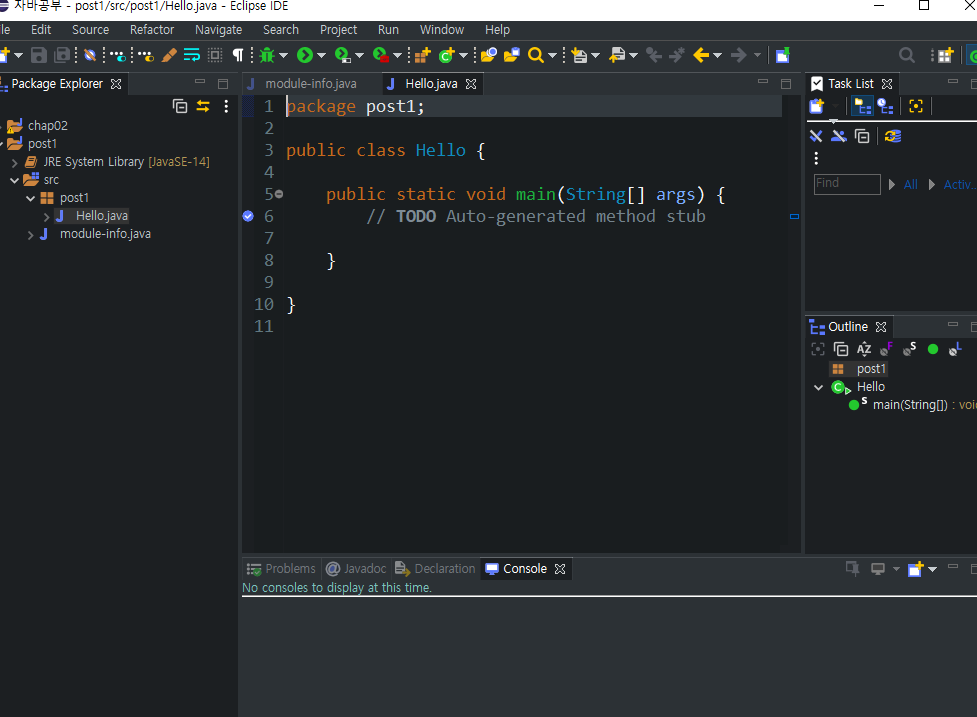 자바공부 - post1/src/post1/Hello.java - Eclipse IDE
le Edit Source Refactor Navigate Search Project Run Window Help
Package Explorer
chap02
post1
JRE System Library [JavaSE-14]
src
post1
Hello.java
module-info.java
module-info.java
Hello.java
1 package post1;
2
3 public class Hello {
4
5 public static void main(String[] args) {
6 // TODO Auto-generated method stub
7
8 }
9
10 }
11
Task List
Find All Activ..
Outline
post1
Hello
main(String[]) : voi
Problems Javadoc Declaration Console
No consoles to display at this time.